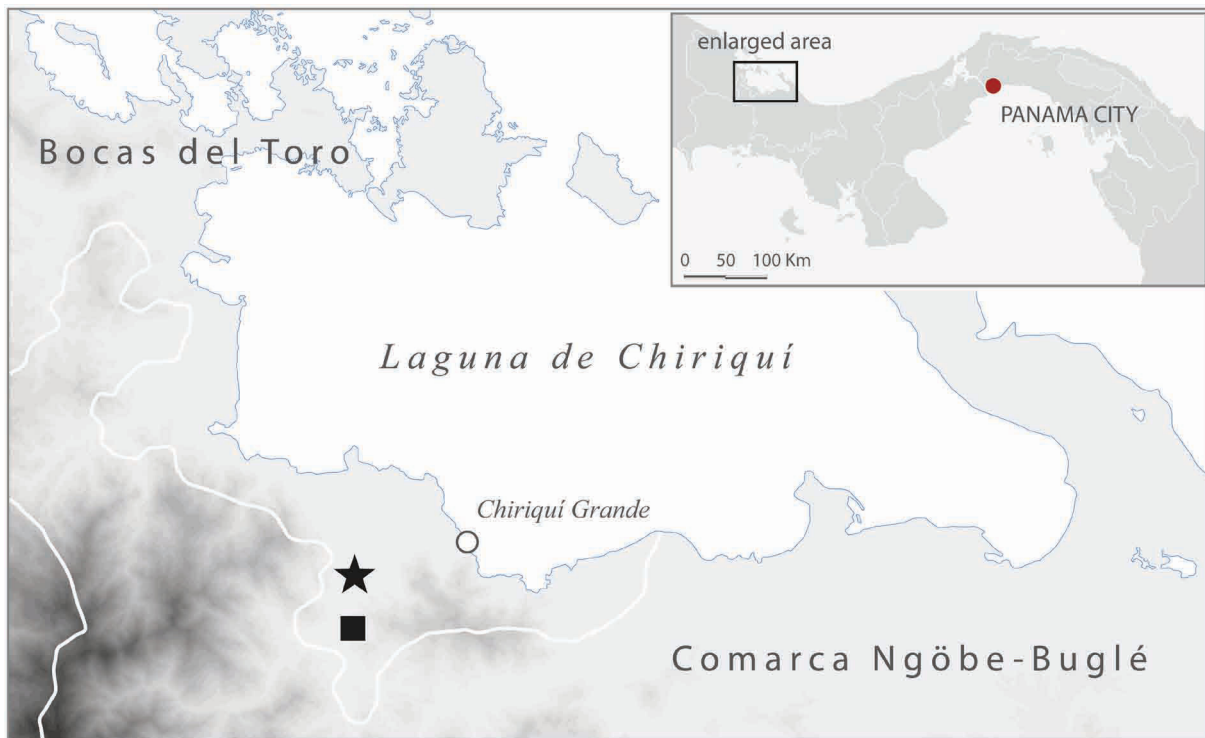 enlarged area
PANAMA CITY
0 50 100 Km
Bocas del Toro
Laguna de Chiriquí
Chiriquí Grande
Comarca Ngöbe-Buglé